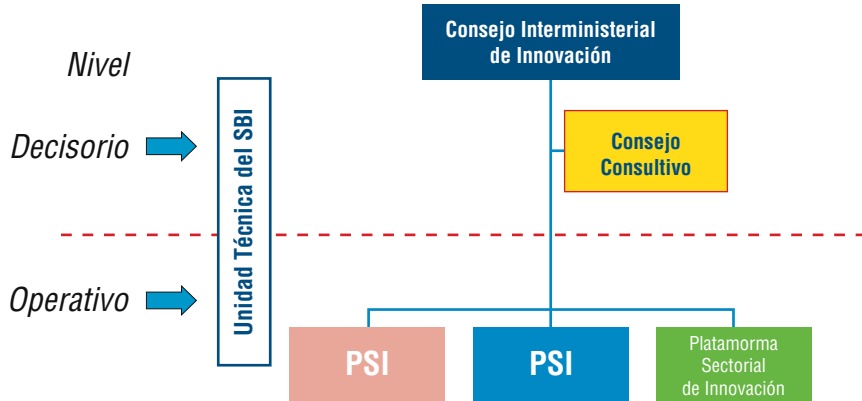 Consejo Interministerial
de Innovación
Nivel
Decisorio
Unidad Técnica del SBI
Consejo
Consultivo
Operativo
PSI
PSI
Platamorma
Sectorial
de Innovación